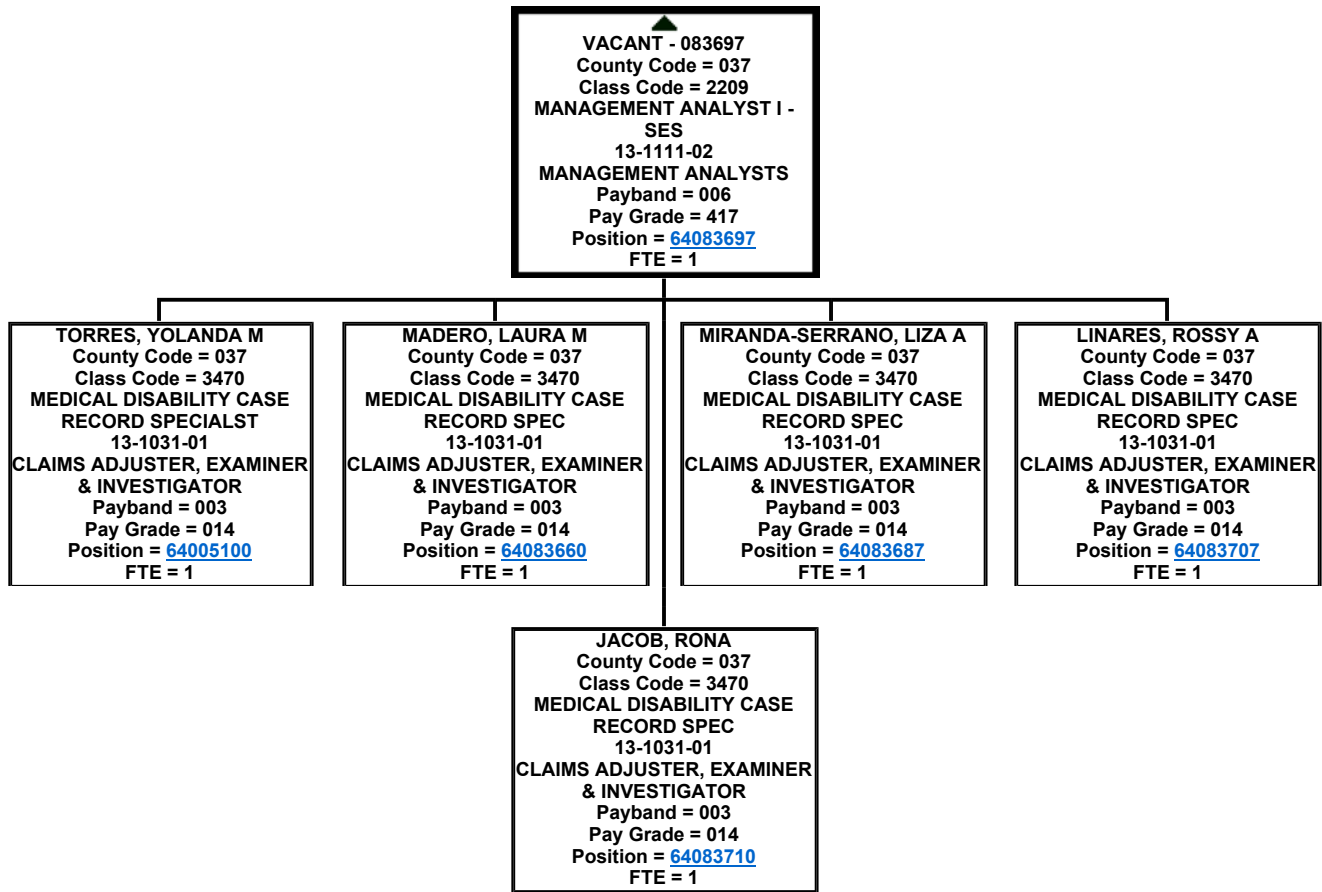 VACANT - 083697
County Code = 037
Class Code = 2209
MANAGEMENT ANALYST I -
SES
13-1111-02
MANAGEMENT ANALYSTS
Payband = 006
Pay Grade = 417
Position = 64083697
FTE = 1
TORRES, YOLANDA M
County Code = 037
Class Code = 3470
MEDICAL DISABILITY CASE
RECORD SPECIALST
13-1031-01
CLAIMS ADJUSTER, EXAMINER
& INVESTIGATOR
Payband = 003
Pay Grade = 014
Position = 64005100
FTE = 1
MADERO, LAURA M
County Code = 037
Class Code = 3470
MEDICAL DISABILITY CASE
RECORD SPEC
13-1031-01
CLAIMS ADJUSTER, EXAMINER
& INVESTIGATOR
Payband = 003
Pay Grade = 014
Position = 64083660
FTE = 1
MIRANDA-SERRANO, LIZA A
County Code = 037
Class Code = 3470
MEDICAL DISABILITY CASE
RECORD SPEC
13-1031-01
CLAIMS ADJUSTER, EXAMINER
& INVESTIGATOR
Payband = 003
Pay Grade = 014
Position = 64083687
FTE = 1
LINARES, ROSSY A
County Code = 037
Class Code = 3470
MEDICAL DISABILITY CASE
RECORD SPEC
13-1031-01
CLAIMS ADJUSTER, EXAMINER
& INVESTIGATOR
Payband = 003
Pay Grade = 014
Position = 64083707
FTE = 1
JACOB, RONA
County Code = 037
Class Code = 3470
MEDICAL DISABILITY CASE
RECORD SPEC
13-1031-01
CLAIMS ADJUSTER, EXAMINER
& INVESTIGATOR
Payband = 003
Pay Grade = 014
Position = 64083710
FTE = 1